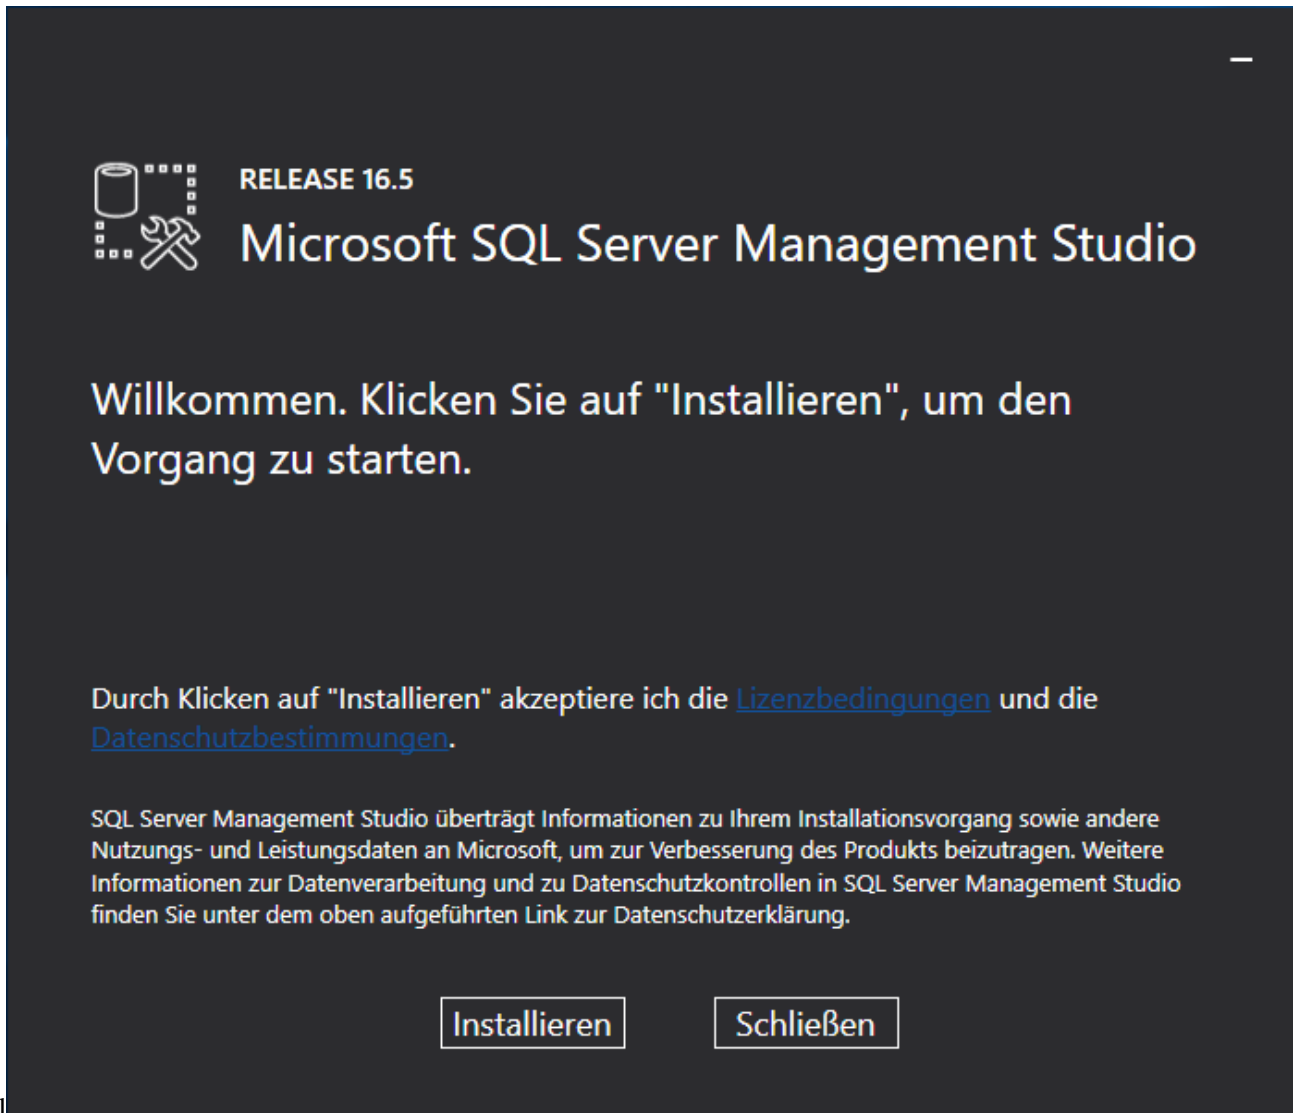 RELEASE 16.5
Microsoft SQL Server Management Studio
Willkommen. Klicken Sie auf "Installieren", um den
Vorgang zu starten.
Durch Klicken auf "Installieren" akzeptiere ich die Lizenzbedingungen und die
Datenschutzbestimmungen.
SQL Server Management Studio überträgt Informationen zu Ihrem Installationsvorgang sowie andere
Nutzungs- und Leistungsdaten an Microsoft, um zur Verbesserung des Produkts beizutragen. Weitere
Informationen zur Datenverarbeitung und zu Datenschutzkontrollen in SQL Server Management Studio
finden Sie unter dem oben aufgeführten Link zur Datenschutzerklärung.
Installieren Schließen